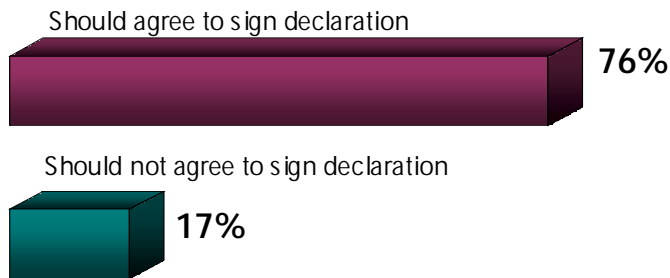 Should agree to sign declaration
76%
Should not agree to sign declaration
17%